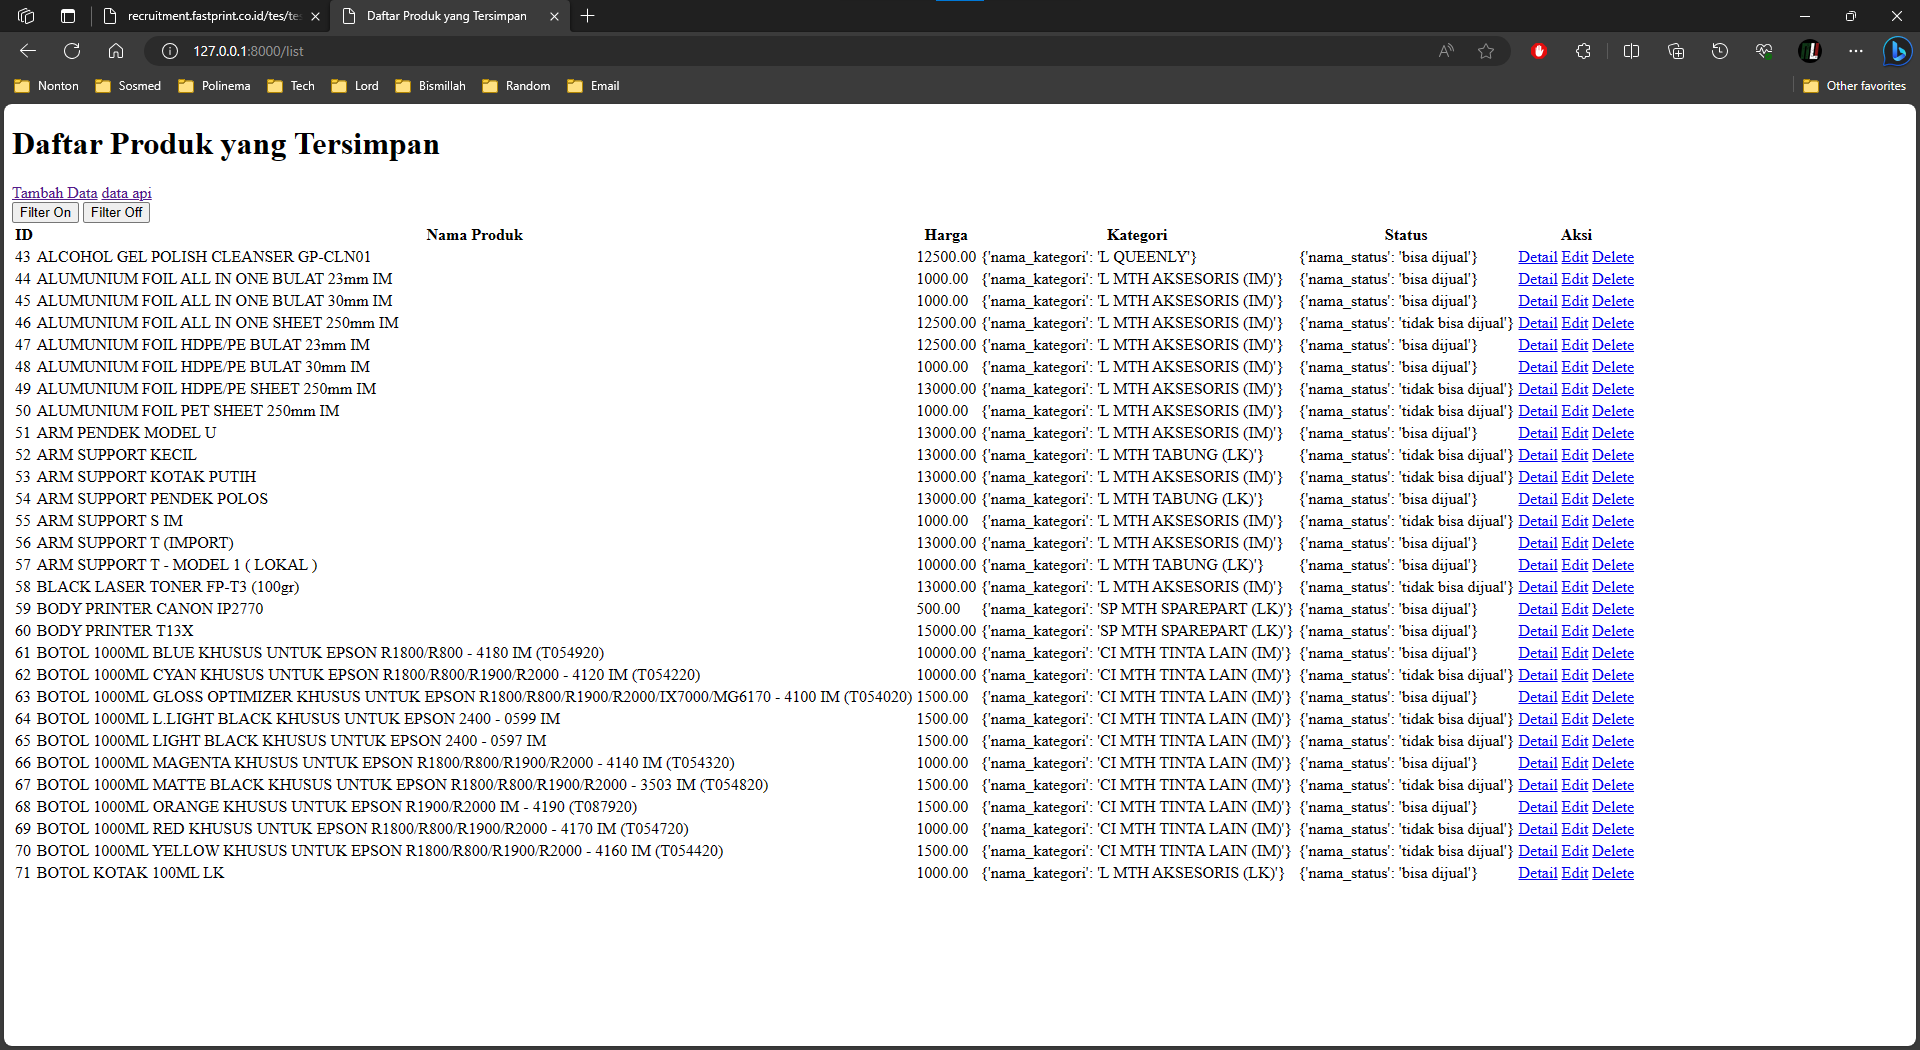 recruitment.fastprint.co.id/tes/te
Daftar Produk yang Tersimpan
127.0.0.1:8000/list
Nonton Sosmed Polinema Tech Lord Bismillah Random Email Other favorites
Daftar Produk yang Tersimpan
Tambah Data data api
Filter On Filter Off
ID Nama Produk Harga Kategori Status Aksi
43 ALCOHOL GEL POLISH CLEANSER GP-CLN01 12500.00 {'nama_kategori': 'L QUEENLY'} {'nama_status': 'bisa dijual'} Detail Edit Delete
44 ALUMUNIUM FOIL ALL IN ONE BULAT 23mm IM 1000.00 {'nama_kategori': 'L MTH AKSESORIS (IM)'} {'nama_status': 'bisa dijual'} Detail Edit Delete
45 ALUMUNIUM FOIL ALL IN ONE BULAT 30mm IM 1000.00 {'nama_kategori': 'L MTH AKSESORIS (IM)'} {'nama_status': 'bisa dijual'} Detail Edit Delete
46 ALUMUNIUM FOIL ALL IN ONE SHEET 250mm IM 12500.00 {'nama_kategori': 'L MTH AKSESORIS (IM)'} {'nama_status': 'tidak bisa dijual'} Detail Edit Delete
47 ALUMUNIUM FOIL HDPE/PE BULAT 23mm IM 12500.00 {'nama_kategori': 'L MTH AKSESORIS (IM)'} {'nama_status': 'bisa dijual'} Detail Edit Delete
48 ALUMUNIUM FOIL HDPE/PE BULAT 30mm IM 1000.00 {'nama_kategori': 'L MTH AKSESORIS (IM)'} {'nama_status': 'bisa dijual'} Detail Edit Delete
49 ALUMUNIUM FOIL HDPE/PE SHEET 250mm IM 13000.00 {'nama_kategori': 'L MTH AKSESORIS (IM)'} {'nama_status': 'tidak bisa dijual'} Detail Edit Delete
50 ALUMUNIUM FOIL PET SHEET 250mm IM 1000.00 {'nama_kategori': 'L MTH AKSESORIS (IM)'} {'nama_status': 'tidak bisa dijual'} Detail Edit Delete
51 ARM PENDEK MODEL U 13000.00 {'nama_kategori': 'L MTH AKSESORIS (IM)'} {'nama_status': 'bisa dijual'} Detail Edit Delete
52 ARM SUPPORT KECIL 13000.00 {'nama_kategori': 'L MTH TABUNG (LK)'} {'nama_status': 'tidak bisa dijual'} Detail Edit Delete
53 ARM SUPPORT KOTAK PUTIH 13000.00 {'nama_kategori': 'L MTH AKSESORIS (IM)'} {'nama_status': 'tidak bisa dijual'} Detail Edit Delete
54 ARM SUPPORT PENDEK POLOS 13000.00 {'nama_kategori': 'L MTH TABUNG (LK)'} {'nama_status': 'bisa dijual'} Detail Edit Delete
55 ARM SUPPORT S IM 1000.00 {'nama_kategori': 'L MTH AKSESORIS (IM)'} {'nama_status': 'tidak bisa dijual'} Detail Edit Delete
56 ARM SUPPORT T (IMPORT) 13000.00 {'nama_kategori': 'L MTH AKSESORIS (IM)'} {'nama_status': 'bisa dijual'} Detail Edit Delete
57 ARM SUPPORT T - MODEL 1 ( LOKAL ) 10000.00 {'nama_kategori': 'L MTH TABUNG (LK)'} {'nama_status': 'bisa dijual'} Detail Edit Delete
58 BLACK LASER TONER FP-T3 (100gr) 13000.00 {'nama_kategori': 'L MTH AKSESORIS (IM)'} {'nama_status': 'tidak bisa dijual'} Detail Edit Delete
59 BODY PRINTER CANON IP2770 500.00 {'nama_kategori': 'SP MTH SPAREPART (LK)'} {'nama_status': 'bisa dijual'} Detail Edit Delete
60 BODY PRINTER T13X 15000.00 {'nama_kategori': 'SP MTH SPAREPART (LK)'} {'nama_status': 'bisa dijual'} Detail Edit Delete
61 BOTOL 1000ML BLUE KHUSUS UNTUK EPSON R1800/R800 - 4180 IM (T054920) 10000.00 {'nama_kategori': 'CI MTH TINTA LAIN (IM)'} {'nama_status': 'bisa dijual'} Detail Edit Delete
62 BOTOL 1000ML CYAN KHUSUS UNTUK EPSON R1800/R800/R1900/R2000 - 4120 IM (T054220) 10000.00 {'nama_kategori': 'CI MTH TINTA LAIN (IM)'} {'nama_status': 'tidak bisa dijual'} Detail Edit Delete
63 BOTOL 1000ML GLOSS OPTIMIZER KHUSUS UNTUK EPSON R1800/R800/R1900/R2000/IX7000/MG6170 - 4100 IM (T054020) 1500.00 {'nama_kategori': 'CI MTH TINTA LAIN (IM)'} {'nama_status': 'bisa dijual'} Detail Edit Delete
64 BOTOL 1000ML L.LIGHT BLACK KHUSUS UNTUK EPSON 2400 - 0599 IM 1500.00 {'nama_kategori': 'CI MTH TINTA LAIN (IM)'} {'nama_status': 'tidak bisa dijual'} Detail Edit Delete
65 BOTOL 1000ML LIGHT BLACK KHUSUS UNTUK EPSON 2400 - 0597 IM 1500.00 {'nama_kategori': 'CI MTH TINTA LAIN (IM)'} {'nama_status': 'tidak bisa dijual'} Detail Edit Delete
66 BOTOL 1000ML MAGENTA KHUSUS UNTUK EPSON R1800/R800/R1900/R2000 - 4140 IM (T054320) 1000.00 {'nama_kategori': 'CI MTH TINTA LAIN (IM)'} {'nama_status': 'bisa dijual'} Detail Edit Delete
67 BOTOL 1000ML MATTE BLACK KHUSUS UNTUK EPSON R1800/R800/R1900/R2000 - 3503 IM (T054820) 1500.00 {'nama_kategori': 'CI MTH TINTA LAIN (IM)'} {'nama_status': 'tidak bisa dijual'} Detail Edit Delete
68 BOTOL 1000ML ORANGE KHUSUS UNTUK EPSON R1900/R2000 IM - 4190 (T087920) 1500.00 {'nama_kategori': 'CI MTH TINTA LAIN (IM)'} {'nama_status': 'bisa dijual'} Detail Edit Delete
69 BOTOL 1000ML RED KHUSUS UNTUK EPSON R1800/R800/R1900/R2000 - 4170 IM (T054720) 1000.00 {'nama_kategori': 'CI MTH TINTA LAIN (IM)'} {'nama_status': 'tidak bisa dijual'} Detail Edit Delete
70 BOTOL 1000ML YELLOW KHUSUS UNTUK EPSON R1800/R800/R1900/R2000 - 4160 IM (T054420) 1500.00 {'nama_kategori': 'CI MTH TINTA LAIN (IM)'} {'nama_status': 'tidak bisa dijual'} Detail Edit Delete
71 BOTOL KOTAK 100ML LK 1000.00 {'nama_kategori': 'L MTH AKSESORIS (LK)'} {'nama_status': 'bisa dijual'} Detail Edit Delete